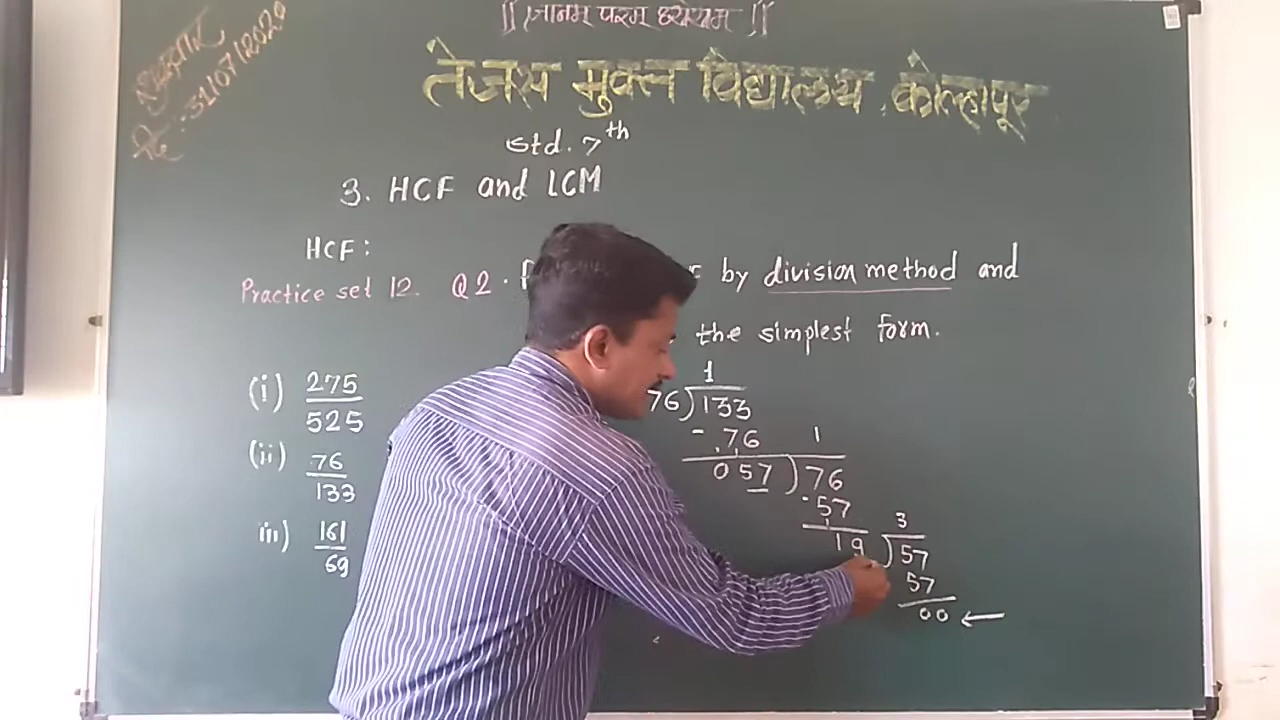 || ज्ञानम् परम् ध्येयम् ||
दि. 31/07/2020
तेजस मुक्त विद्यालय, कोल्हापूर
std. 7th
3. HCF and LCM
HCF:
Practice set 12. Q2. by division method and
the simplest form.
(i) 275
525
(ii) 76
133
iii) 161
69
1
76) 133
- 76 1
057) 76
- 57 3
19) 57
57
00 ←